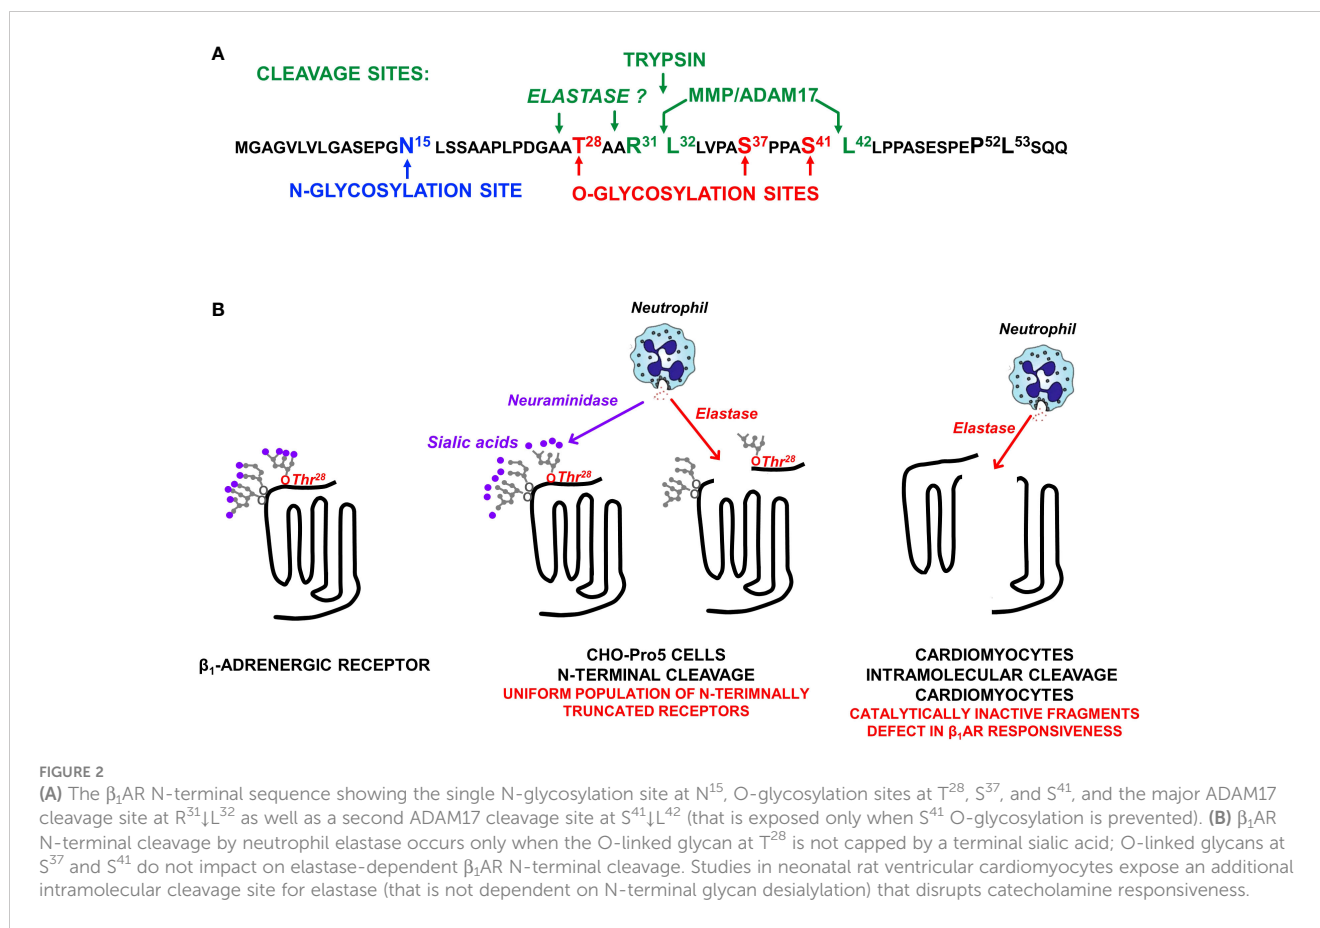 A
CLEAVAGE SITES:
TRYPSIN
ELASTASE ?
MMP/ADAM17
MGAGVLVLGASEPGN15 LSSAAPLPDGAAT28AAR31 L32LVPAS37PPAS41 L42LPPASESPEP52L53SQQ
N-GLYCOSYLATION SITE
O-GLYCOSYLATION SITES
B
Neutrophil
Neutrophil
Neuraminidase
Elastase
Elastase
Sialic acids
OThr28
OThr28
OThr28
O
O
O
O
O
O
β1-ADRENERGIC RECEPTOR
CHO-Pro5 CELLS
N-TERMINAL CLEAVAGE
UNIFORM POPULATION OF N-TERIMNALLY
TRUNCATED RECEPTORS
CARDIOMYOCYTES
INTRAMOLECULAR CLEAVAGE
CARDIOMYOCYTES
CATALYTICALLY INACTIVE FRAGMENTS
DEFECT IN β1AR RESPONSIVENESS
FIGURE 2
(A) The β1AR N-terminal sequence showing the single N-glycosylation site at N15, O-glycosylation sites at T28, S37, and S41, and the major ADAM17
cleavage site at R31↓L32 as well as a second ADAM17 cleavage site at S41↓L42 (that is exposed only when S41 O-glycosylation is prevented). (B) β1AR
N-terminal cleavage by neutrophil elastase occurs only when the O-linked glycan at T28 is not capped by a terminal sialic acid; O-linked glycans at
S37 and S41 do not impact on elastase-dependent β1AR N-terminal cleavage. Studies in neonatal rat ventricular cardiomyocytes expose an additional
intramolecular cleavage site for elastase (that is not dependent on N-terminal glycan desialylation) that disrupts catecholamine responsiveness.